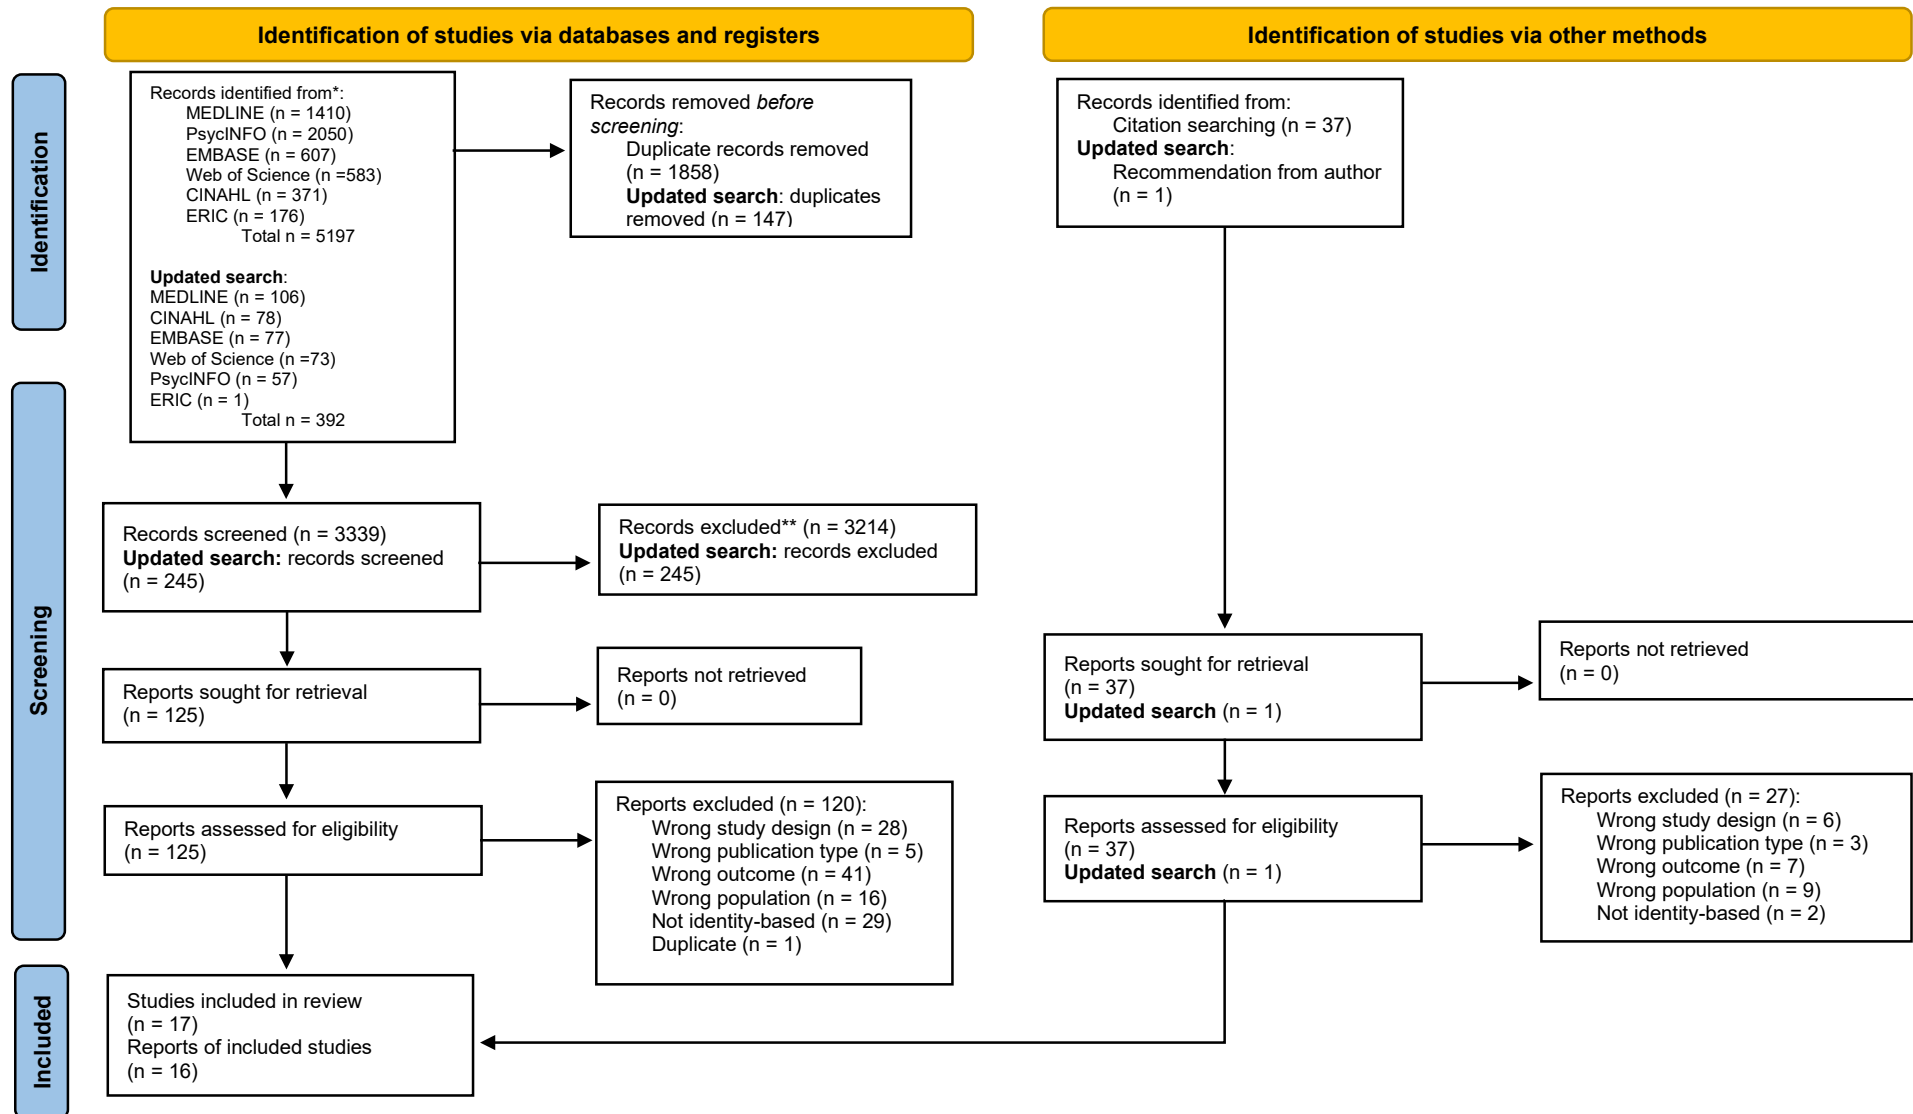 Identification of studies via databases and registers
Identification of studies via other methods
Identification
Records identified from*:
MEDLINE (n = 1410)
PsycINFO (n = 2050)
EMBASE (n = 607)
Web of Science (n =583)
CINAHL (n = 371)
ERIC (n = 176)
Total n = 5197
Updated search:
MEDLINE (n = 106)
CINAHL (n = 78)
EMBASE (n = 77)
Web of Science (n =73)
PsycINFO (n = 57)
ERIC (n = 1)
Total n = 392
Records removed before
screening:
Duplicate records removed
(n = 1858)
Updated search: duplicates
removed (n = 147)
Records identified from:
Citation searching (n = 37)
Updated search:
Recommendation from author
(n = 1)
Screening
Records screened (n = 3339)
Updated search: records screened
(n = 245)
Records excluded** (n = 3214)
Updated search: records excluded
(n = 245)
Reports sought for retrieval
(n = 125)
Reports not retrieved
(n = 0)
Reports sought for retrieval
(n = 37)
Updated search (n = 1)
Reports not retrieved
(n = 0)
Reports assessed for eligibility
(n = 125)
Reports excluded (n = 120):
Wrong study design (n = 28)
Wrong publication type (n = 5)
Wrong outcome (n = 41)
Wrong population (n = 16)
Not identity-based (n = 29)
Duplicate (n = 1)
Reports assessed for eligibility
(n = 37)
Updated search (n = 1)
Reports excluded (n = 27):
Wrong study design (n = 6)
Wrong publication type (n = 3)
Wrong outcome (n = 7)
Wrong population (n = 9)
Not identity-based (n = 2)
Included
Studies included in review
(n = 17)
Reports of included studies
(n = 16)